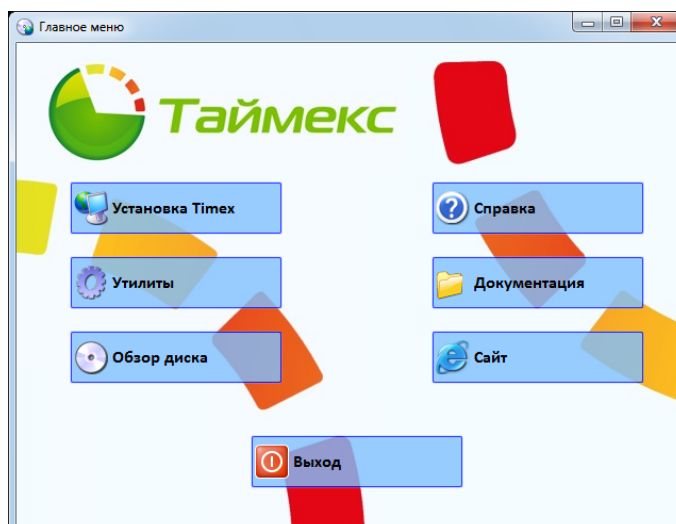 Главное меню
Таймекс
Установка Timex
Справка
Утилиты
Документация
Обзор диска
Сайт
Выход